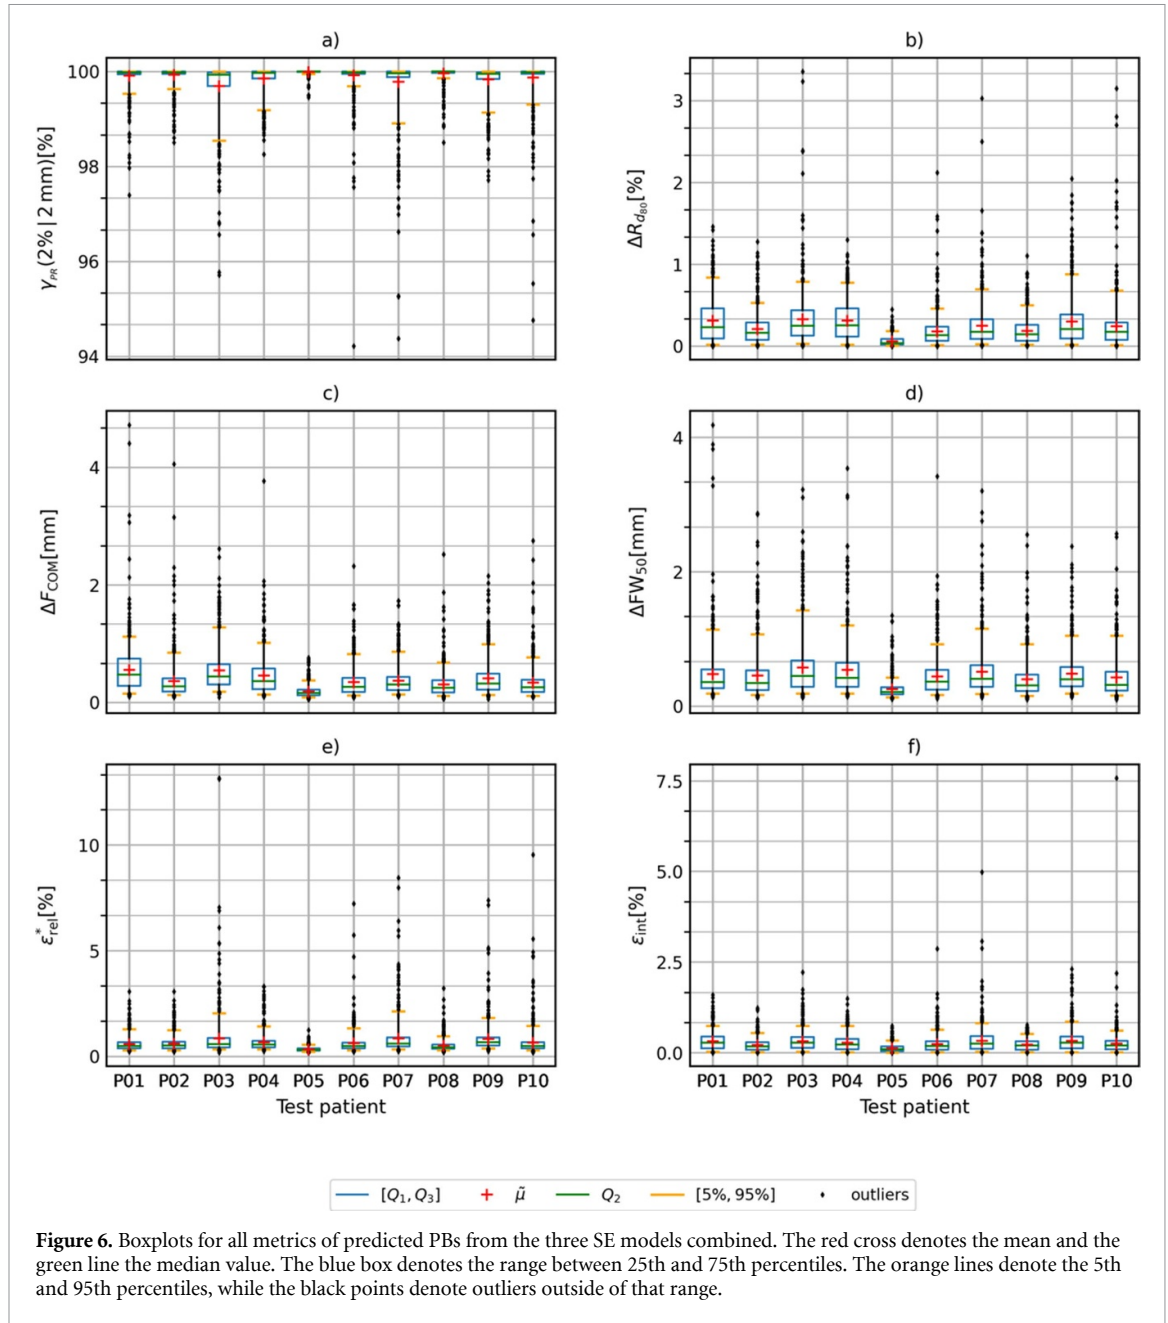 a)
100
98
96
94
γPR(2% | 2 mm)[%]
b)
3
2
1
0
ΔRd80[%]
c)
4
2
0
ΔFCOM[mm]
d)
4
2
0
ΔFW50[mm]
e)
10
5
0
ε*rel[%]
P01 P02 P03 P04 P05 P06 P07 P08 P09 P10
Test patient
f)
7.5
5.0
2.5
0.0
εint[%]
P01 P02 P03 P04 P05 P06 P07 P08 P09 P10
Test patient
[Q1, Q3] μ̃ Q2 [5%, 95%] outliers
Figure 6. Boxplots for all metrics of predicted PBs from the three SE models combined. The red cross denotes the mean and the
green line the median value. The blue box denotes the range between 25th and 75th percentiles. The orange lines denote the 5th
and 95th percentiles, while the black points denote outliers outside of that range.